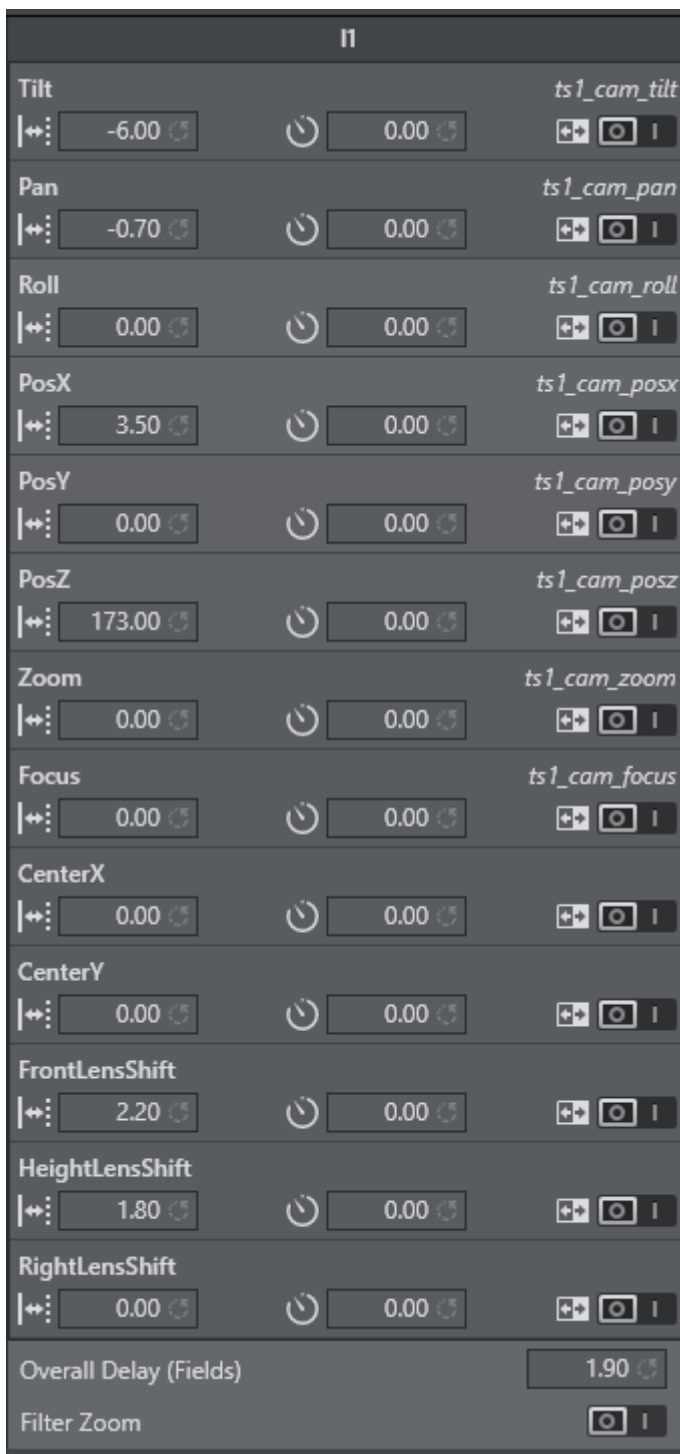 I1
Tilt ts1_cam_tilt
-6.00 0.00 O I
Pan ts1_cam_pan
-0.70 0.00 O I
Roll ts1_cam_roll
0.00 0.00 O I
PosX ts1_cam_posx
3.50 0.00 O I
PosY ts1_cam_posy
0.00 0.00 O I
PosZ ts1_cam_posz
173.00 0.00 O I
Zoom ts1_cam_zoom
0.00 0.00 O I
Focus ts1_cam_focus
0.00 0.00 O I
CenterX
0.00 0.00 O I
CenterY
0.00 0.00 O I
FrontLensShift
2.20 0.00 O I
HeightLensShift
1.80 0.00 O I
RightLensShift
0.00 0.00 O I
Overall Delay (Fields) 1.90
Filter Zoom O I